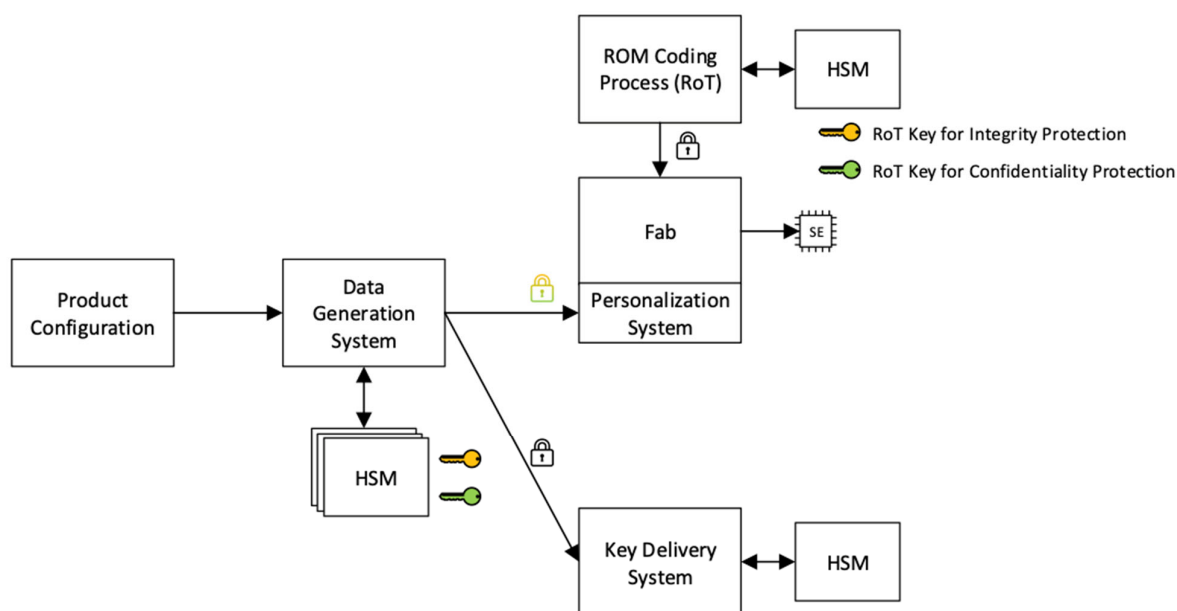 ROM Coding
Process (RoT)
HSM
RoT Key for Integrity Protection
RoT Key for Confidentiality Protection
Fab
SE
Personalization
System
Product
Configuration
Data
Generation
System
HSM
Key Delivery
System
HSM